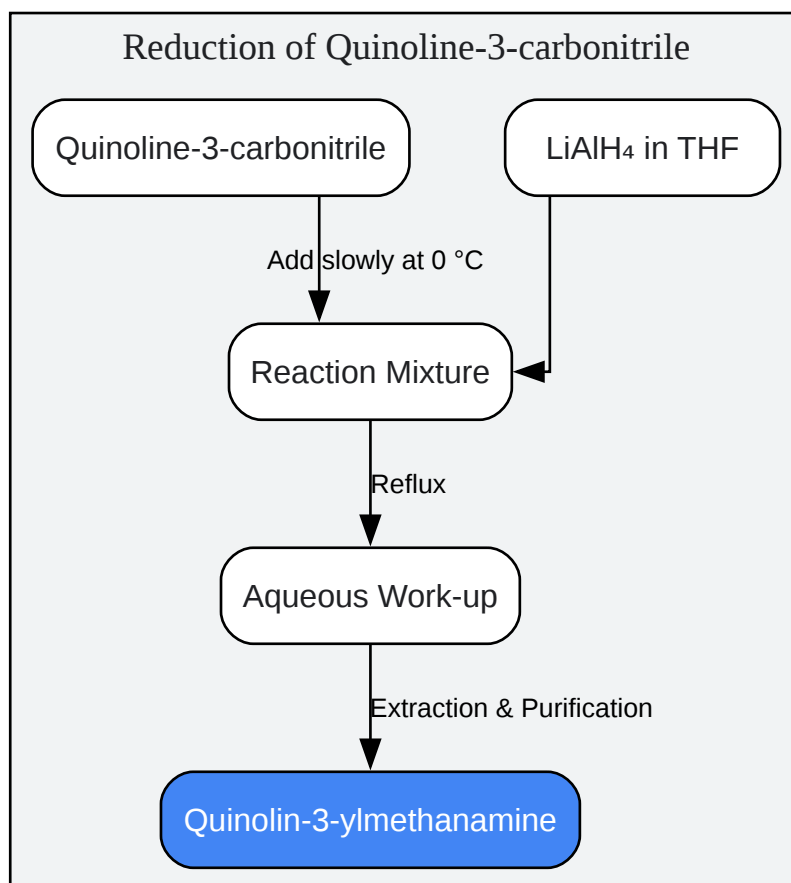 Reduction of Quinoline-3-carbonitrile
Quinoline-3-carbonitrile
LiAlH₄ in THF
Add slowly at 0 °C
Reaction Mixture
Reflux
Aqueous Work-up
Extraction & Purification
Quinolin-3-ylmethanamine